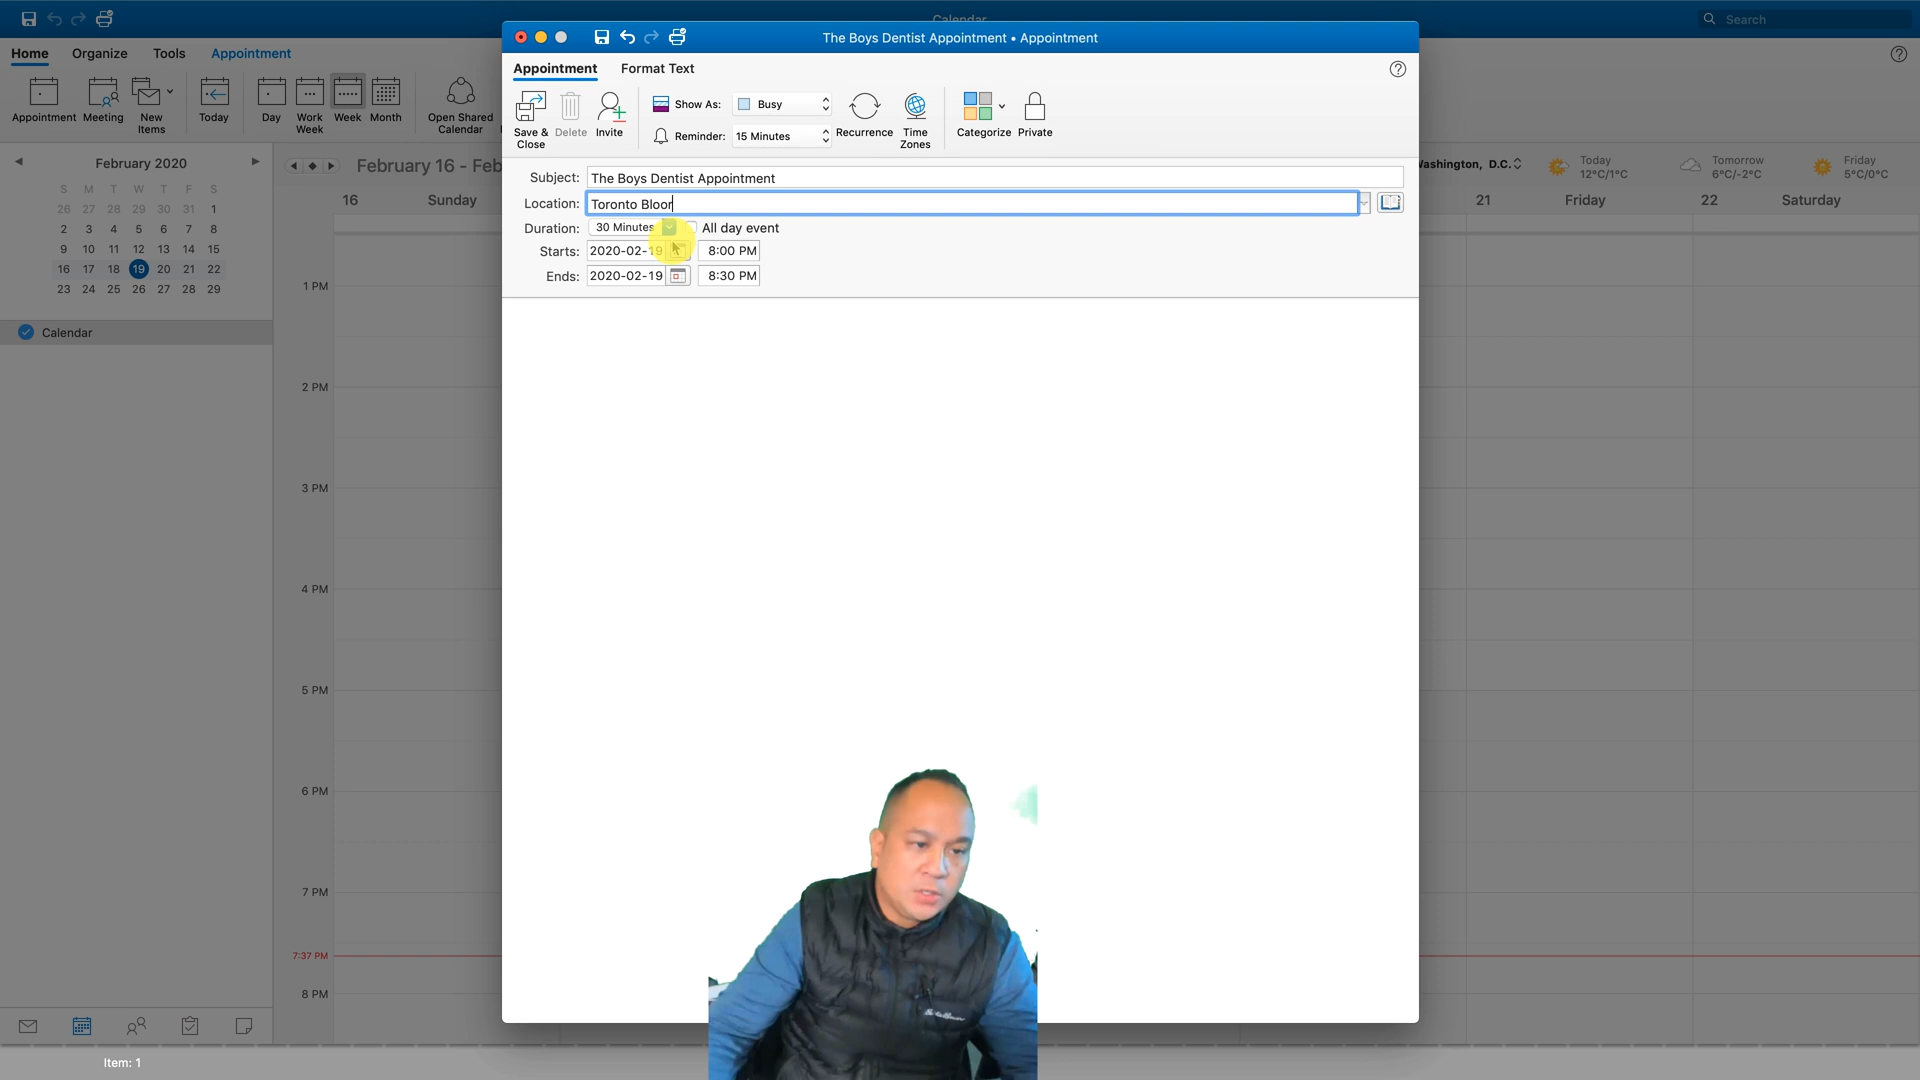 Calendar
Search
Home
Organize
Tools
Appointment
Appointment
Meeting
New
Items
Today
Day
Work
Week
Week
Month
Open Shared
Calendar
February 2020
S M T W T F S
26 27 28 29 30 31 1
2 3 4 5 6 7 8
9 10 11 12 13 14 15
16 17 18 19 20 21 22
23 24 25 26 27 28 29
Calendar
February 16 - Feb
16 Sunday
1 PM
2 PM
3 PM
4 PM
5 PM
6 PM
7 PM
7:37 PM
8 PM
The Boys Dentist Appointment • Appointment
Appointment
Format Text
Save &
Close
Delete
Invite
Show As: Busy
Reminder: 15 Minutes
Recurrence
Time
Zones
Categorize
Private
Subject: The Boys Dentist Appointment
Location: Toronto Bloor
Duration: 30 Minutes All day event
Starts: 2020-02-19 8:00 PM
Ends: 2020-02-19 8:30 PM
Washington, D.C.
Today
12°C/1°C
Tomorrow
6°C/-2°C
Friday
5°C/0°C
21 Friday
22 Saturday
Item: 1